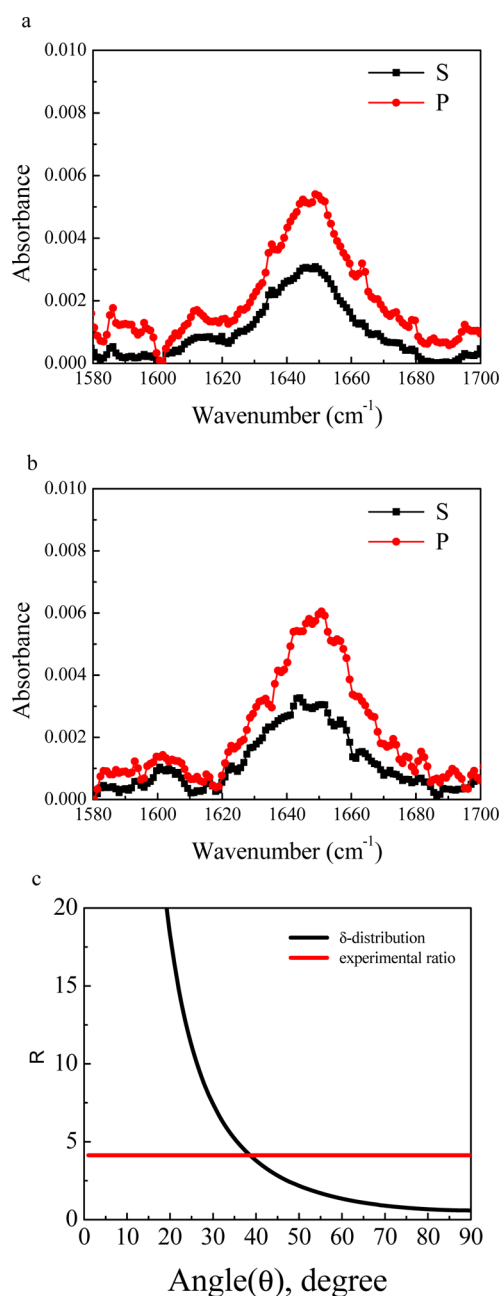 a
0.010
0.008
0.006
0.004
0.002
0.000
Absorbance
S
P
1580 1600 1620 1640 1660 1680 1700
Wavenumber (cm⁻¹)
b
0.010
0.008
0.006
0.004
0.002
0.000
Absorbance
S
P
1580 1600 1620 1640 1660 1680 1700
Wavenumber (cm⁻¹)
c
20
15
10
5
0
R
δ-distribution
experimental ratio
0 10 20 30 40 50 60 70 80 90
Angle(θ), degree